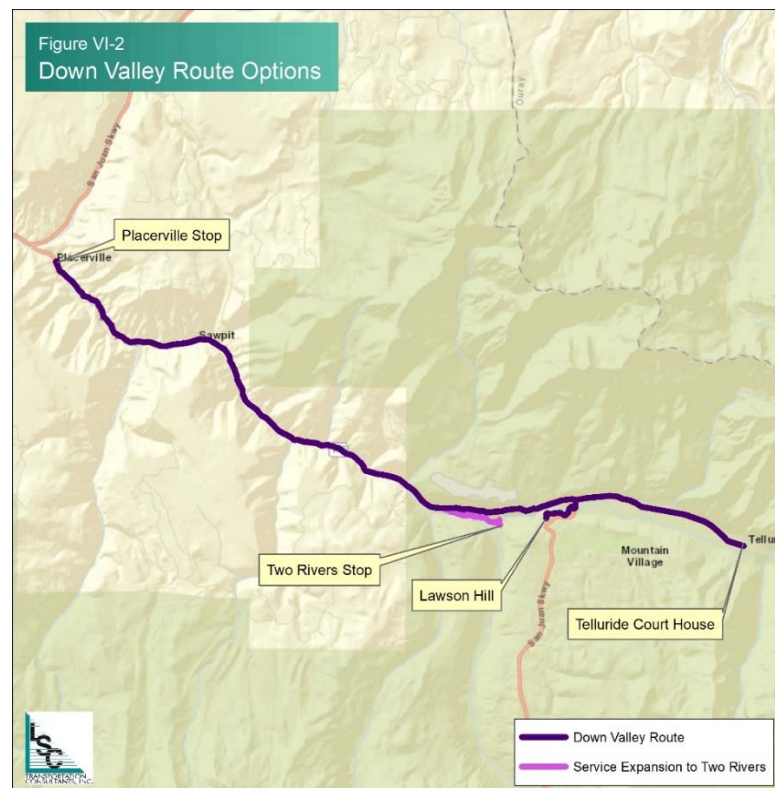 Figure VI-2
Down Valley Route Options
Ouray
San Juan Skwy
Placerville Stop
Placerville
Sawpit
Two Rivers Stop
Lawson Hill
Mountain
Village
Tellur
San Juan Skwy
Telluride Court House
LSC
TRANSPORTATION
CONSULTANTS, INC.
Down Valley Route
Service Expansion to Two Rivers